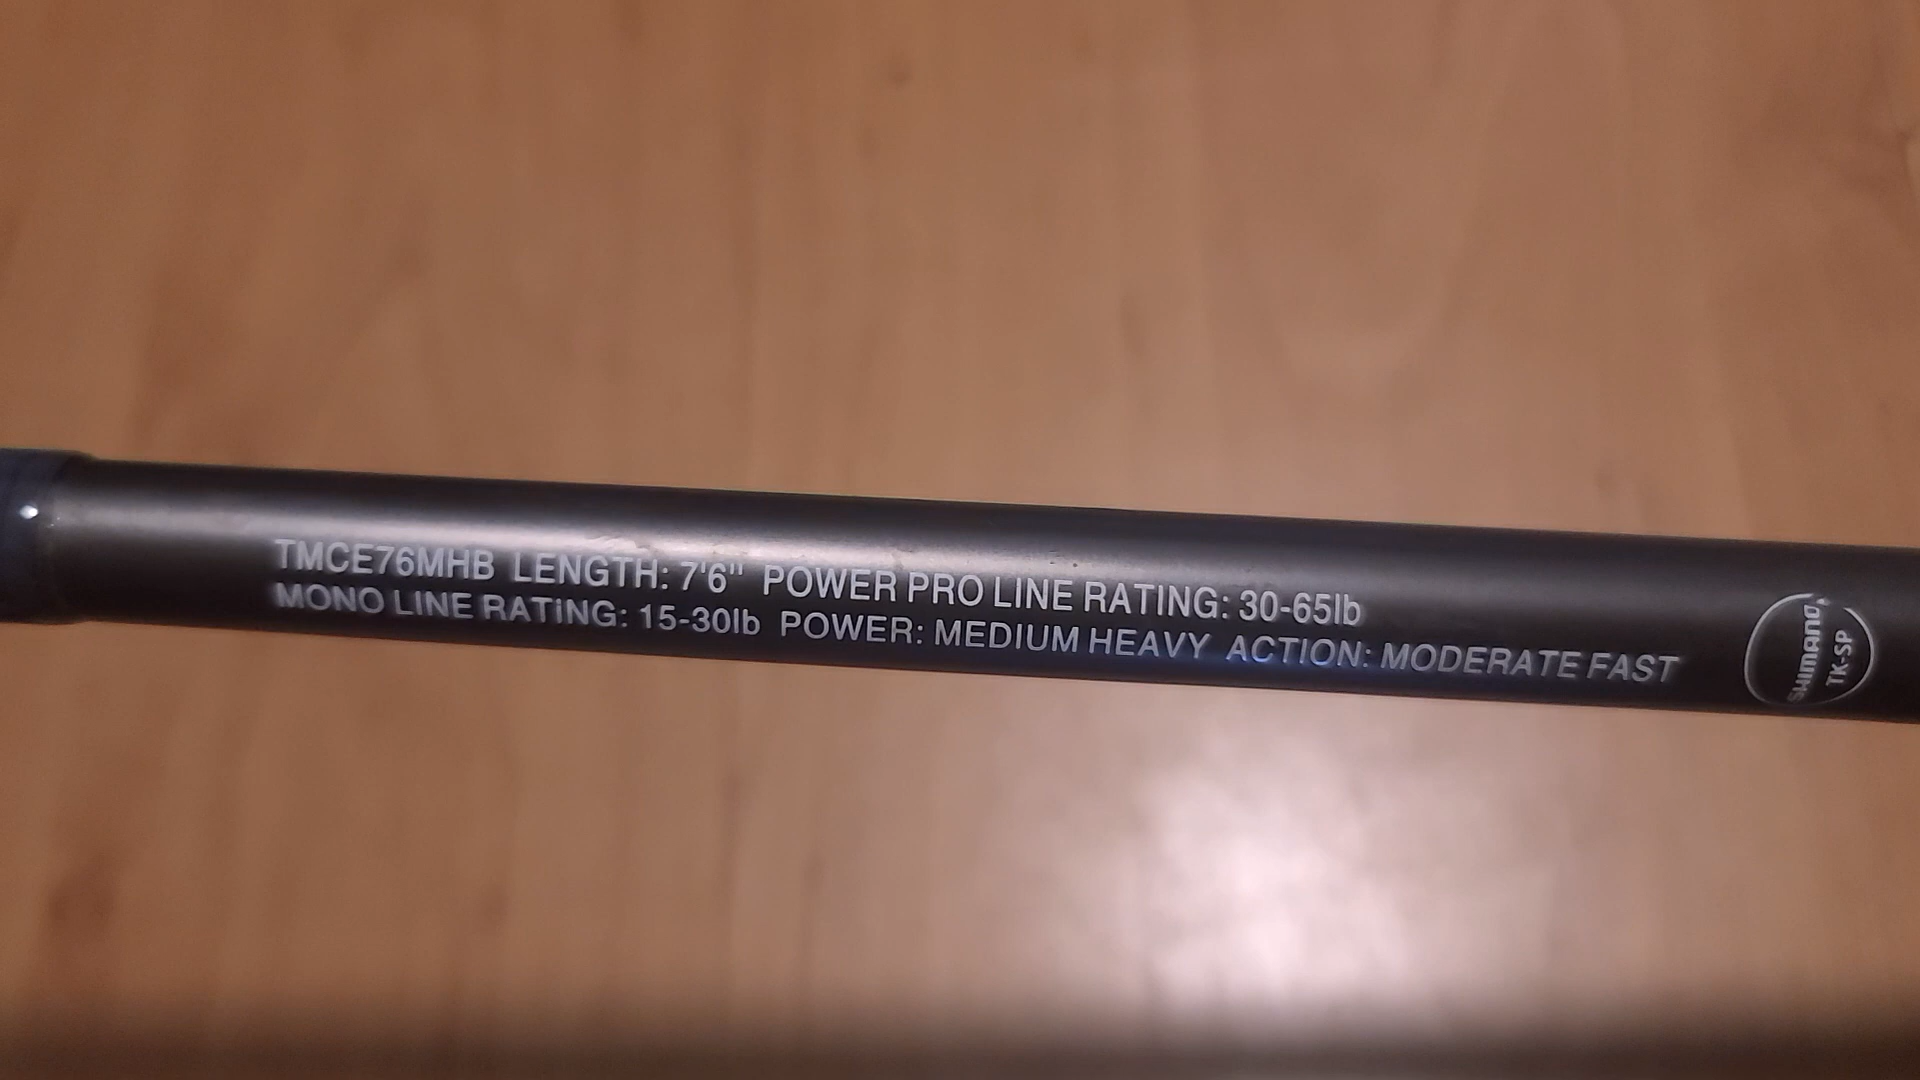 TMCE76MHB LENGTH: 7'6" POWER PRO LINE RATING: 30-65lb
MONO LINE RATING: 15-30lb POWER: MEDIUM HEAVY ACTION: MODERATE FAST
SHIMANO
TK-SP